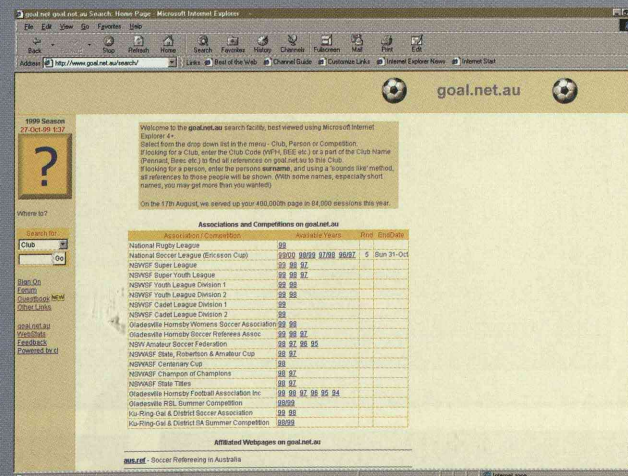 goal.net goal.net.au Search: Home Page - Microsoft Internet Explorer
File Edit View Go Favorites Help
Back Stop Refresh Home Search Favorites History Channels Fullscreen Mail Print Edit
Address http://www.goal.net.au/search/ Links Best of the Web Channel Guide Customize Links Internet Explorer News Internet Start
goal.net.au
1999 Season
27-Oct-99 1:37
?
Where to?
Search for:
Club
Go
Sign On
Forum
Guestbook NEW
Other Links
goal.net.au
WebStats
Feedback
Powered by
Welcome to the goal.net.au search facility, best viewed using Microsoft Internet
Explorer 4+.
Select from the drop down list in the menu - Club, Person or Competition.
If looking for a Club, enter the Club Code (WPH, BEE etc.) or a part of the Club Name
(Pennast, Beec etc.) to find all references on goal.net.au to this Club.
If looking for a person, enter the persons surname, and using a 'sounds like' method,
all references to those people will be shown. (With some names, especially short
names, you may get more than you wanted!)
On the 17th August, we served up your 400,000th page in 84,000 sessions this year.
Associations and Competitions on goal.net.au
Association / Competition Available Years Rnd EndDate
National Rugby League 99
National Soccer League (Ericsson Cup) 99/00 98/99 97/98 96/97 5 Sun 31-Oct
NSWSF Super League 99 98 97
NSWSF Super Youth League 99 98 97
NSWSF Youth League Division 1 99 98
NSWSF Youth League Division 2 99 98
NSWSF Cadet League Division 1 99
NSWSF Cadet League Division 2 99
Gladesville Hornsby Womens Soccer Association 99 98
Gladesville Hornsby Soccer Referees Assoc 99 98 97
NSW Amateur Soccer Federation 98 97 96 95
NSWASF State, Robertson & Amateur Cup 98 97
NSWASF Centenary Cup 98
NSWASF Champion of Champions 98 97
NSWASF State Titles 98 97
Gladesville Hornsby Football Association Inc 99 98 97 96 95 94
Gladesville RSL Summer Competition 98/99
Ku-Ring-Gai & District Soccer Association 99 98
Ku-Ring-Gai & District SA Summer Competition 98/99
Affiliated Webpages on goal.net.au
aus.ref - Soccer Refereeing in Australia
Internet zone